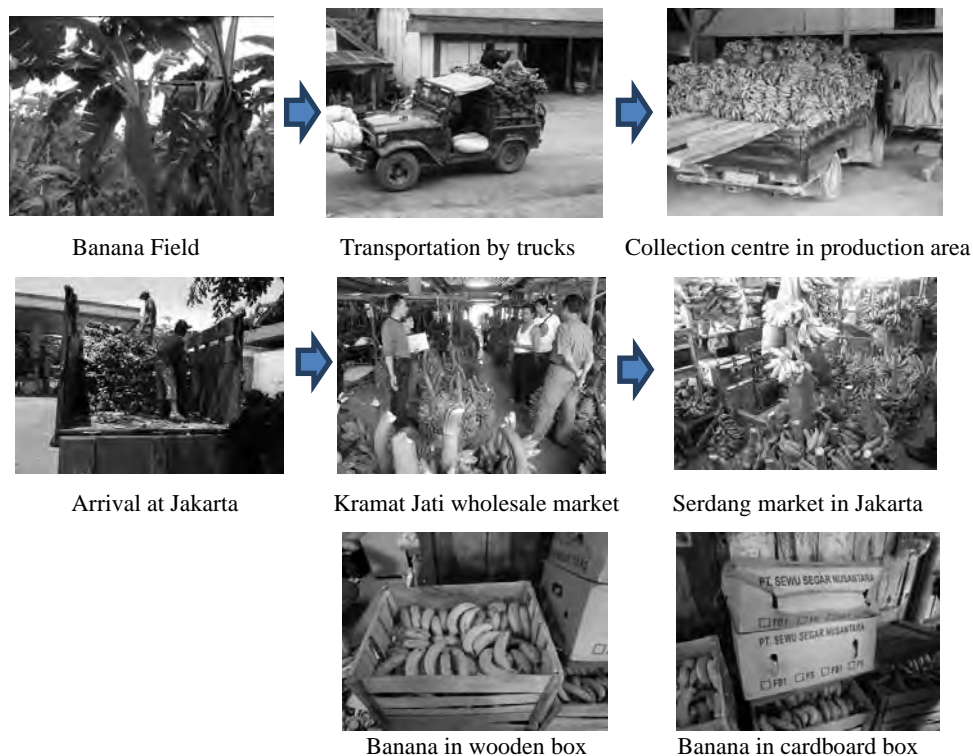 Banana Field
Transportation by trucks
Collection centre in production area
Arrival at Jakarta
Kramat Jati wholesale market
Serdang market in Jakarta
PT. SEWU SEGAR NUSANTARA
PT. SEWU SEGAR NUSANTARA
Banana in wooden box
Banana in cardboard box